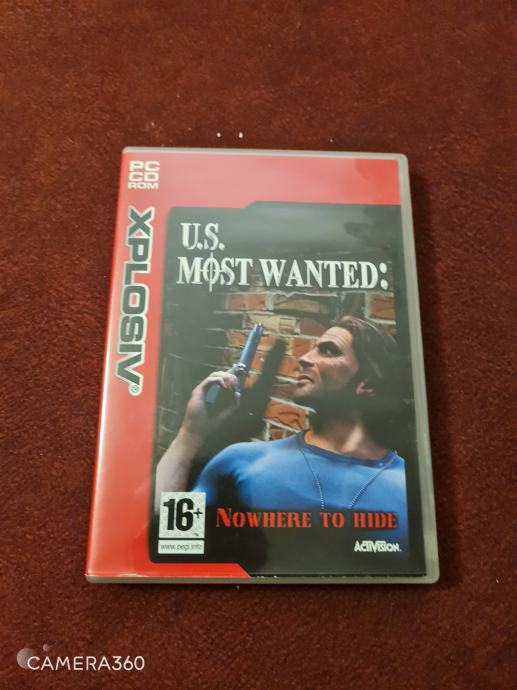 PC
CD
ROM
XPLOSIV®
U.S.
MOST WANTED:
16+
www.pegi.info
NOWHERE TO HIDE
ACTIVISION.
CAMERA360